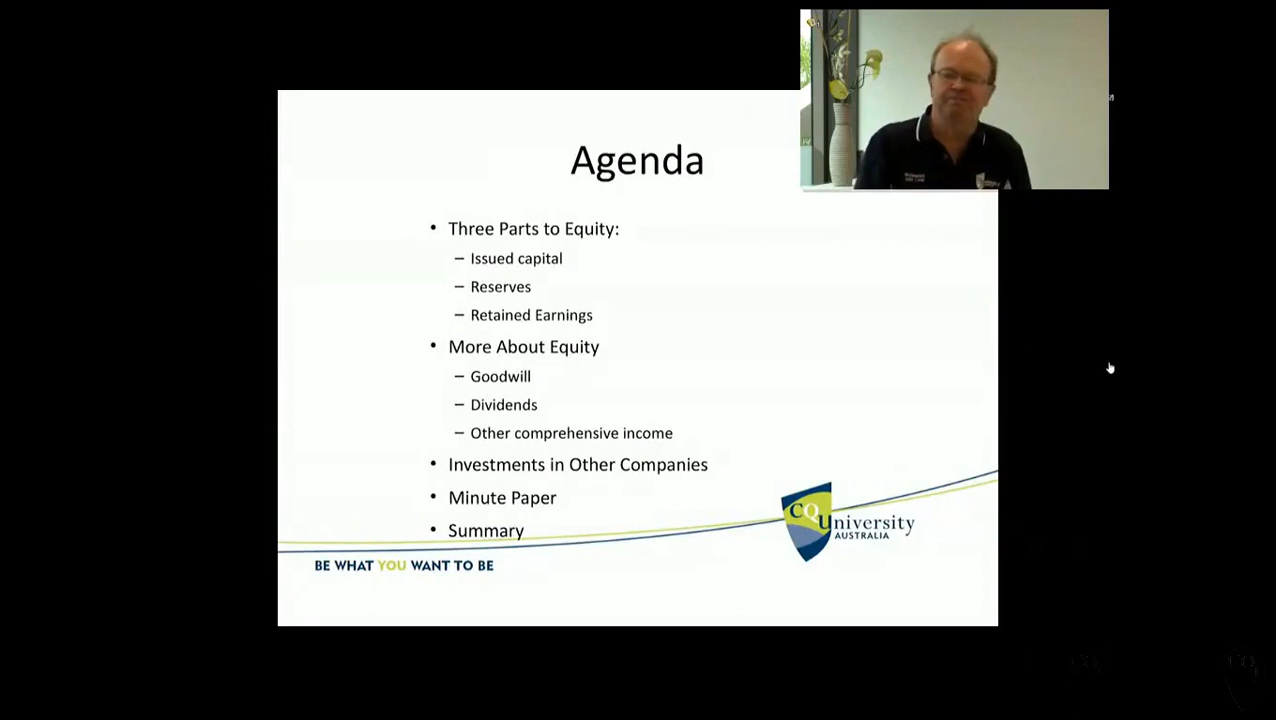 Agenda
• Three Parts to Equity:
– Issued capital
– Reserves
– Retained Earnings
• More About Equity
– Goodwill
– Dividends
– Other comprehensive income
• Investments in Other Companies
• Minute Paper
• Summary
CQUniversity
AUSTRALIA
BE WHAT YOU WANT TO BE